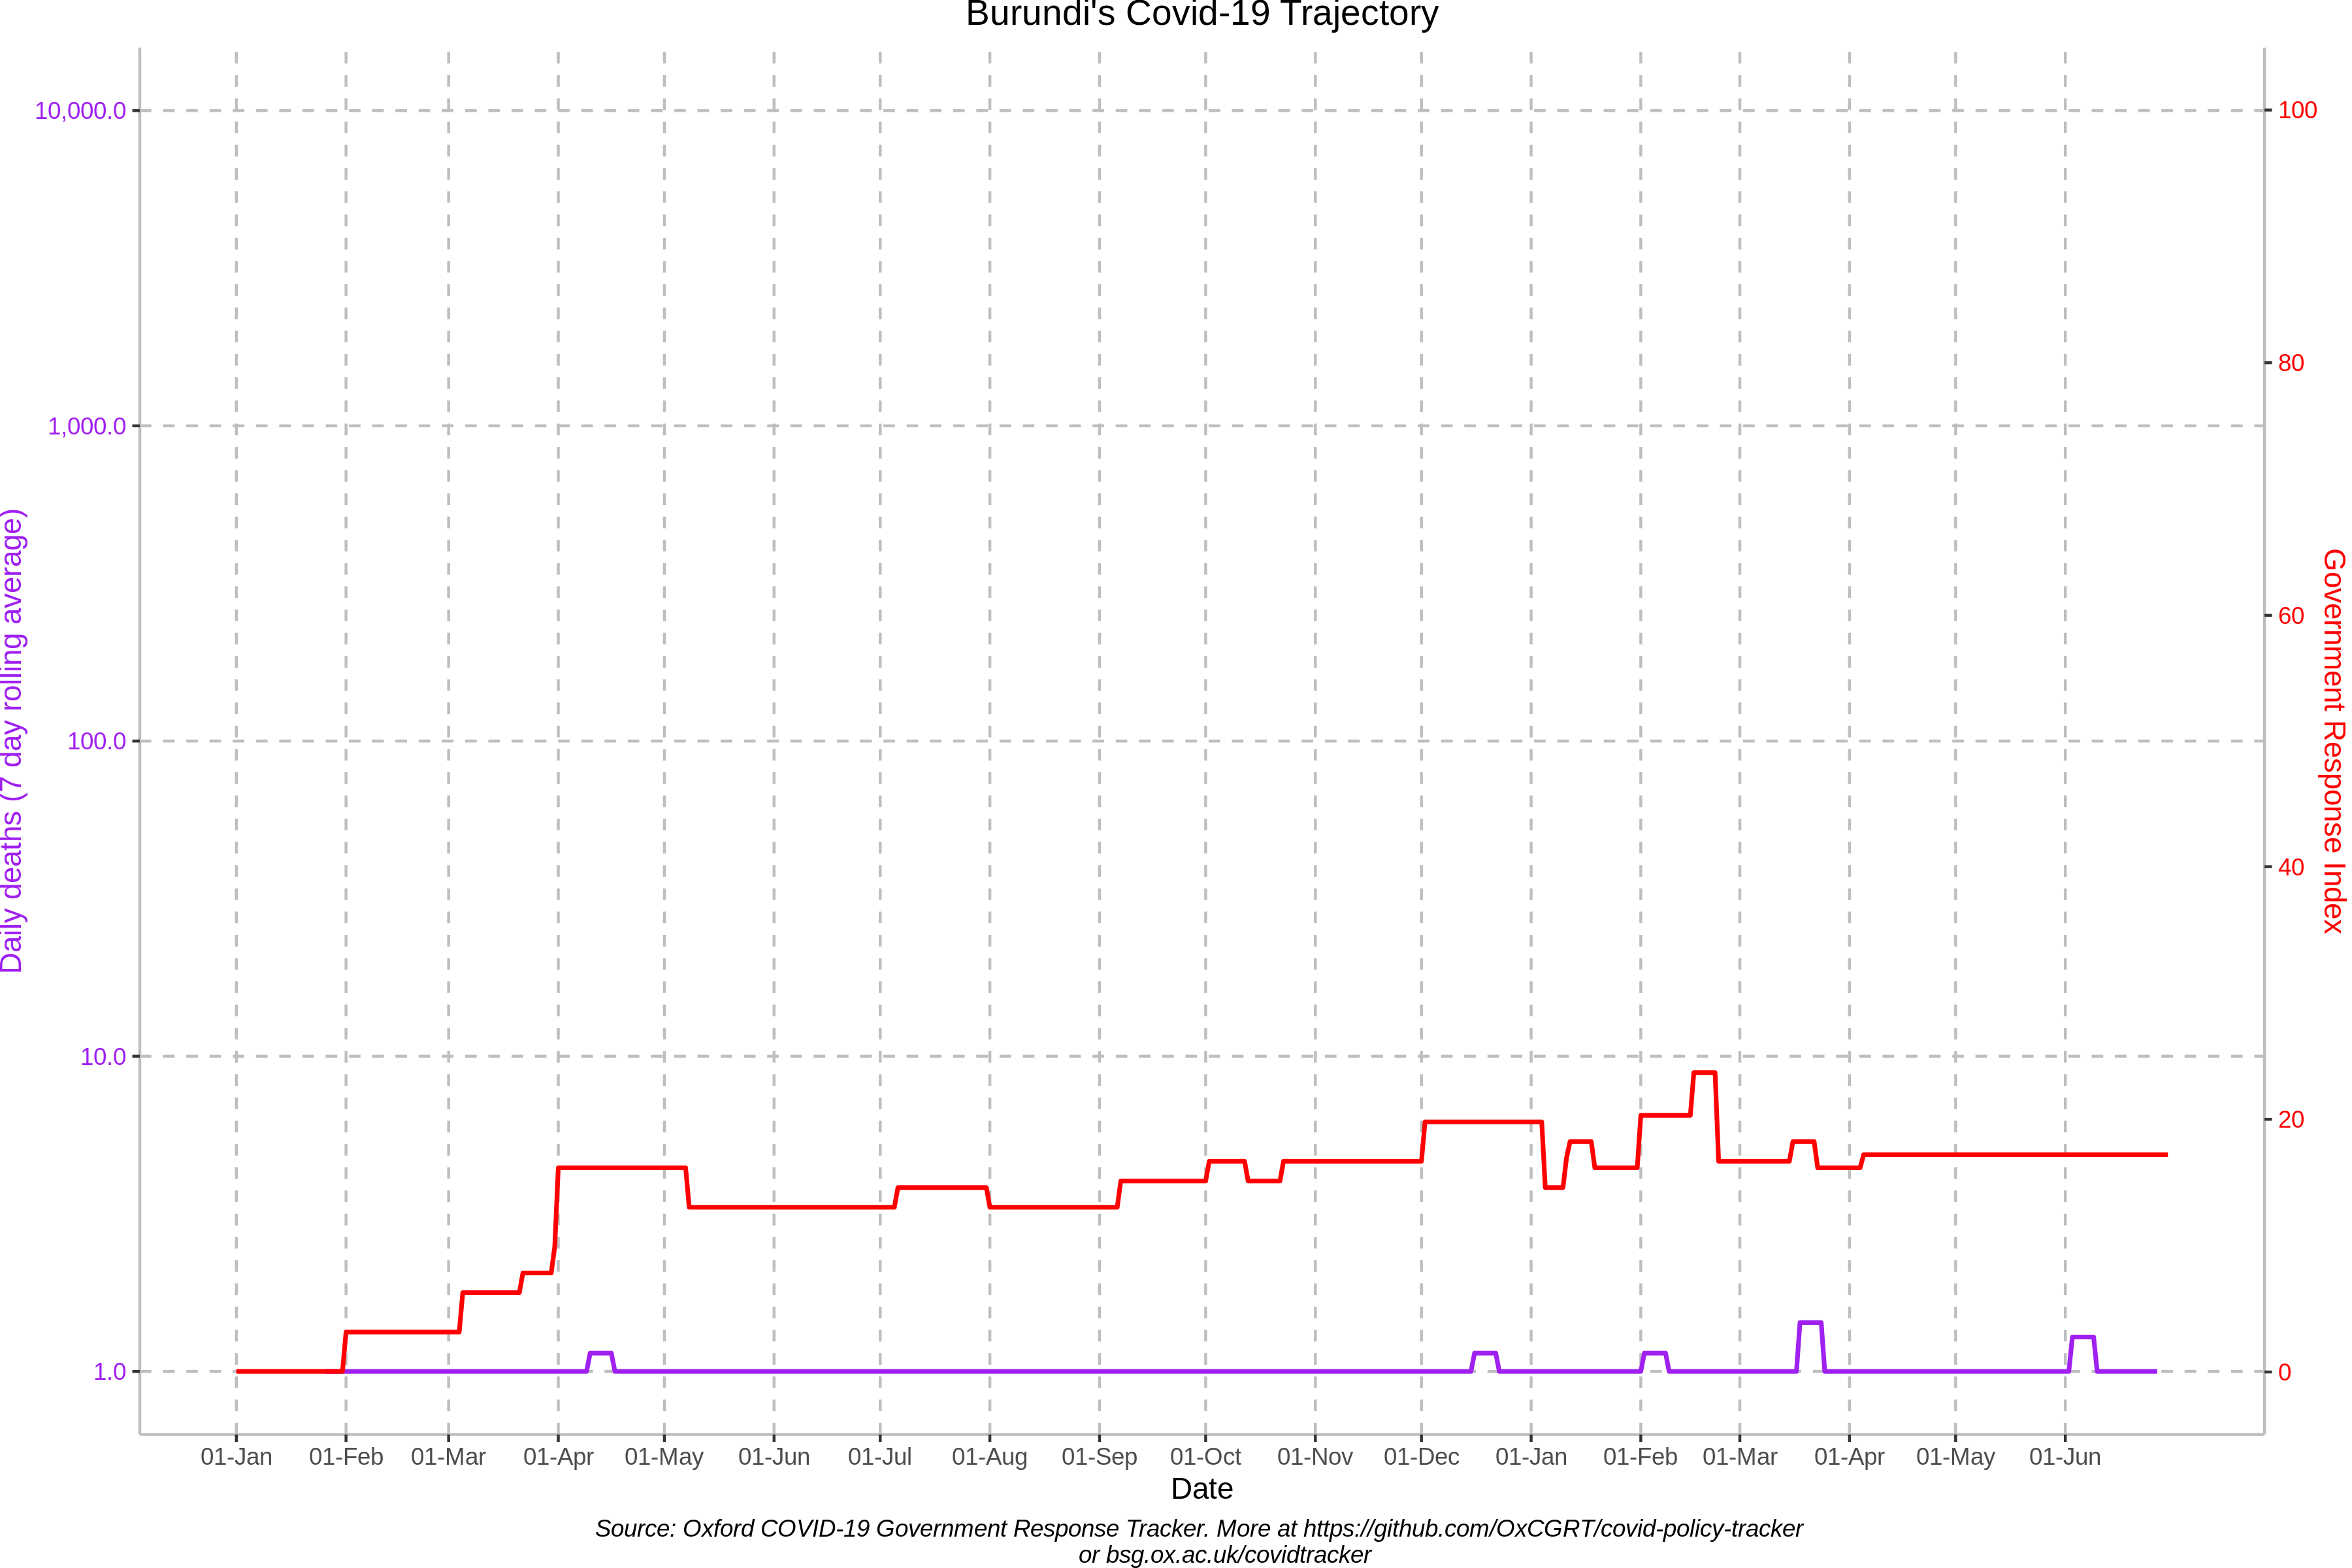 Burundi's Covid-19 Trajectory
10,000.0
1,000.0
100.0
10.0
1.0
Daily deaths (7 day rolling average)
100
80
60
40
20
0
Government Response Index
01-Jan 01-Feb 01-Mar 01-Apr 01-May 01-Jun 01-Jul 01-Aug 01-Sep 01-Oct 01-Nov 01-Dec 01-Jan 01-Feb 01-Mar 01-Apr 01-May 01-Jun
Date
Source: Oxford COVID-19 Government Response Tracker. More at https://github.com/OxCGRT/covid-policy-tracker
or bsg.ox.ac.uk/covidtracker